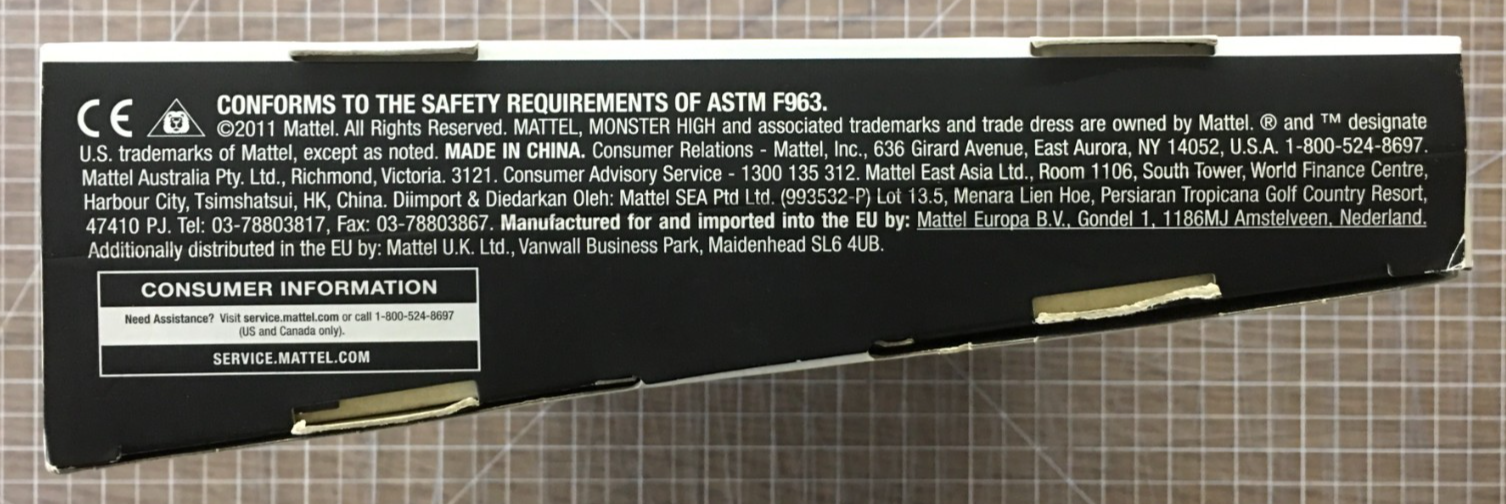 CE CONFORMS TO THE SAFETY REQUIREMENTS OF ASTM F963.
©2011 Mattel. All Rights Reserved. MATTEL, MONSTER HIGH and associated trademarks and trade dress are owned by Mattel. ® and ™ designate
U.S. trademarks of Mattel, except as noted. MADE IN CHINA. Consumer Relations - Mattel, Inc., 636 Girard Avenue, East Aurora, NY 14052, U.S.A. 1-800-524-8697.
Mattel Australia Pty. Ltd., Richmond, Victoria. 3121. Consumer Advisory Service - 1300 135 312. Mattel East Asia Ltd., Room 1106, South Tower, World Finance Centre,
Harbour City, Tsimshatsui, HK, China. Diimport & Diedarkan Oleh: Mattel SEA Ptd Ltd. (993532-P) Lot 13.5, Menara Lien Hoe, Persiaran Tropicana Golf Country Resort,
47410 PJ. Tel: 03-78803817, Fax: 03-78803867. Manufactured for and imported into the EU by: Mattel Europa B.V., Gondel 1, 1186MJ Amstelveen, Nederland.
Additionally distributed in the EU by: Mattel U.K. Ltd., Vanwall Business Park, Maidenhead SL6 4UB.
CONSUMER INFORMATION
Need Assistance? Visit service.mattel.com or call 1-800-524-8697
(US and Canada only).
SERVICE.MATTEL.COM